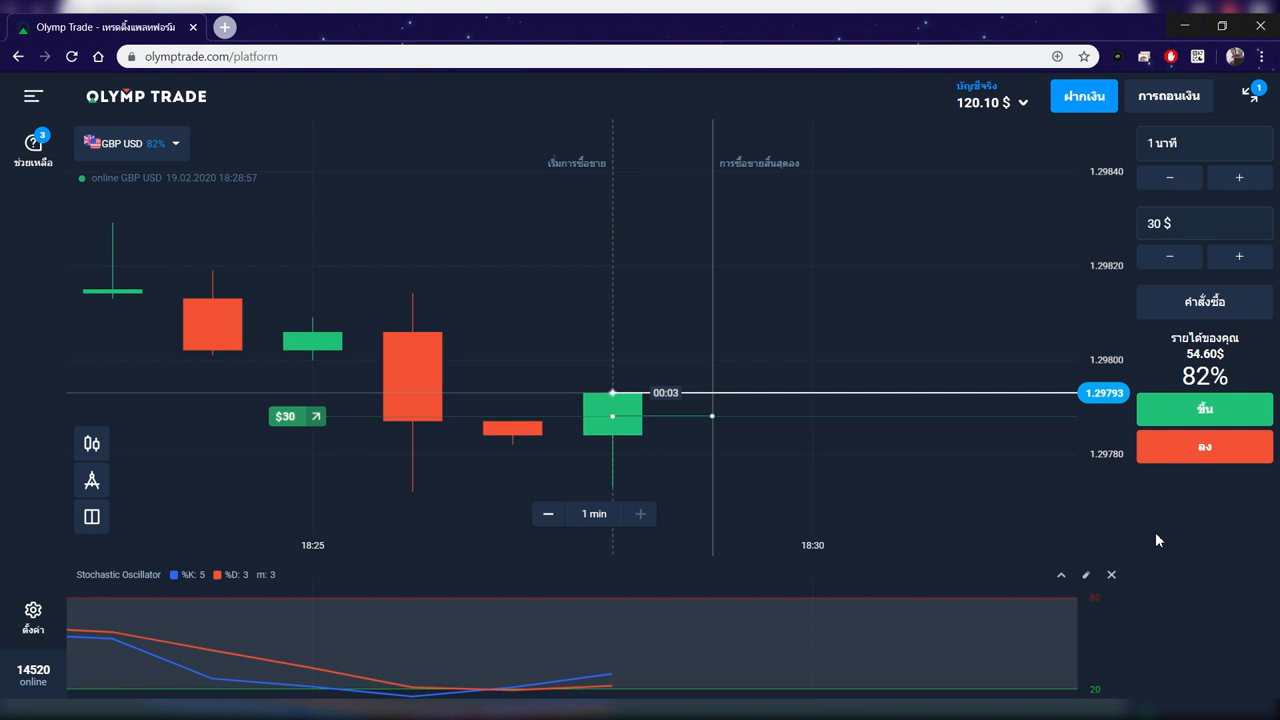 Olymp Trade - เทรดดิ้งแพลทฟอร์ม
olymptrade.com/platform
OLYMP TRADE
บัญชีจริง
120.10 $
ฝากเงิน
การถอนเงิน
1
3
ช่วยเหลือ
GBP USD 82%
online GBP USD 19.02.2020 18:28:57
เริ่มการซื้อขาย
การซื้อขายสิ้นสุดลง
1.29840
1.29820
1.29800
1.29793
1.29780
00:03
$30
1 นาที
30 $
คำสั่งซื้อ
รายได้ของคุณ
54.60$
82%
ขึ้น
ลง
1 min
18:25
18:30
Stochastic Oscillator %K: 5 %D: 3 m: 3
80
20
ตั้งค่า
14520
online